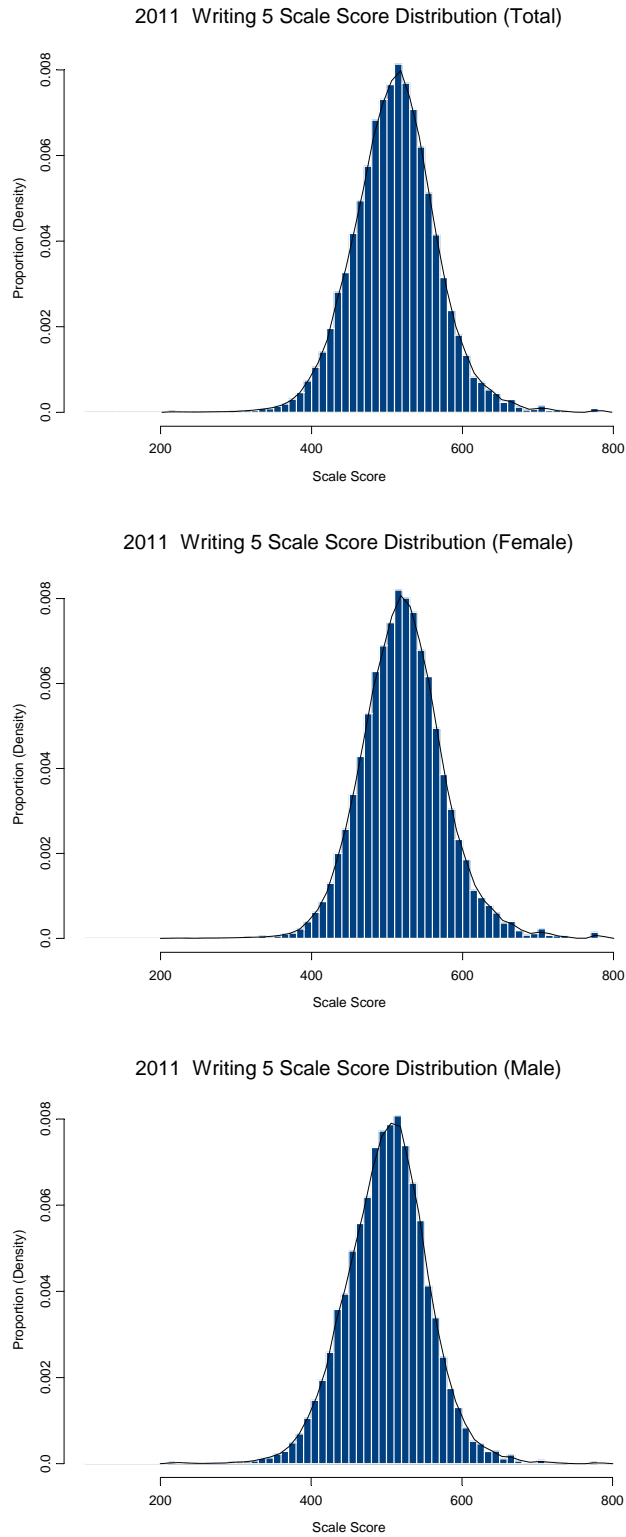 2011 Writing 5 Scale Score Distribution (Total)
0.008
0.006
0.004
0.002
0.0
Proportion (Density)
200 400 600 800
Scale Score
2011 Writing 5 Scale Score Distribution (Female)
0.008
0.006
0.004
0.002
0.0
Proportion (Density)
200 400 600 800
Scale Score
2011 Writing 5 Scale Score Distribution (Male)
0.008
0.006
0.004
0.002
0.0
Proportion (Density)
200 400 600 800
Scale Score